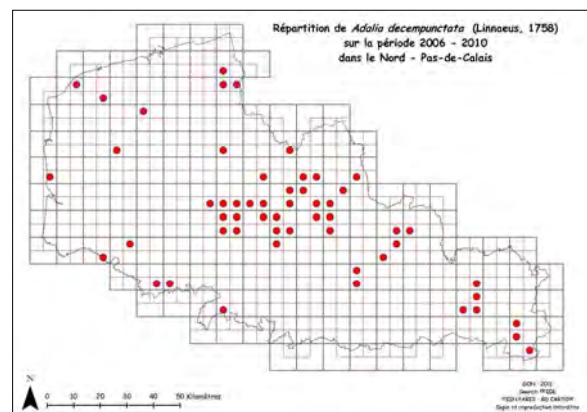 Répartition de Adalia decempunctata (Linnaeus, 1758)
sur la période 2006 - 2010
dans le Nord - Pas-de-Calais
N
0 10 20 30 40 50 Kilomètres
GON - 2011